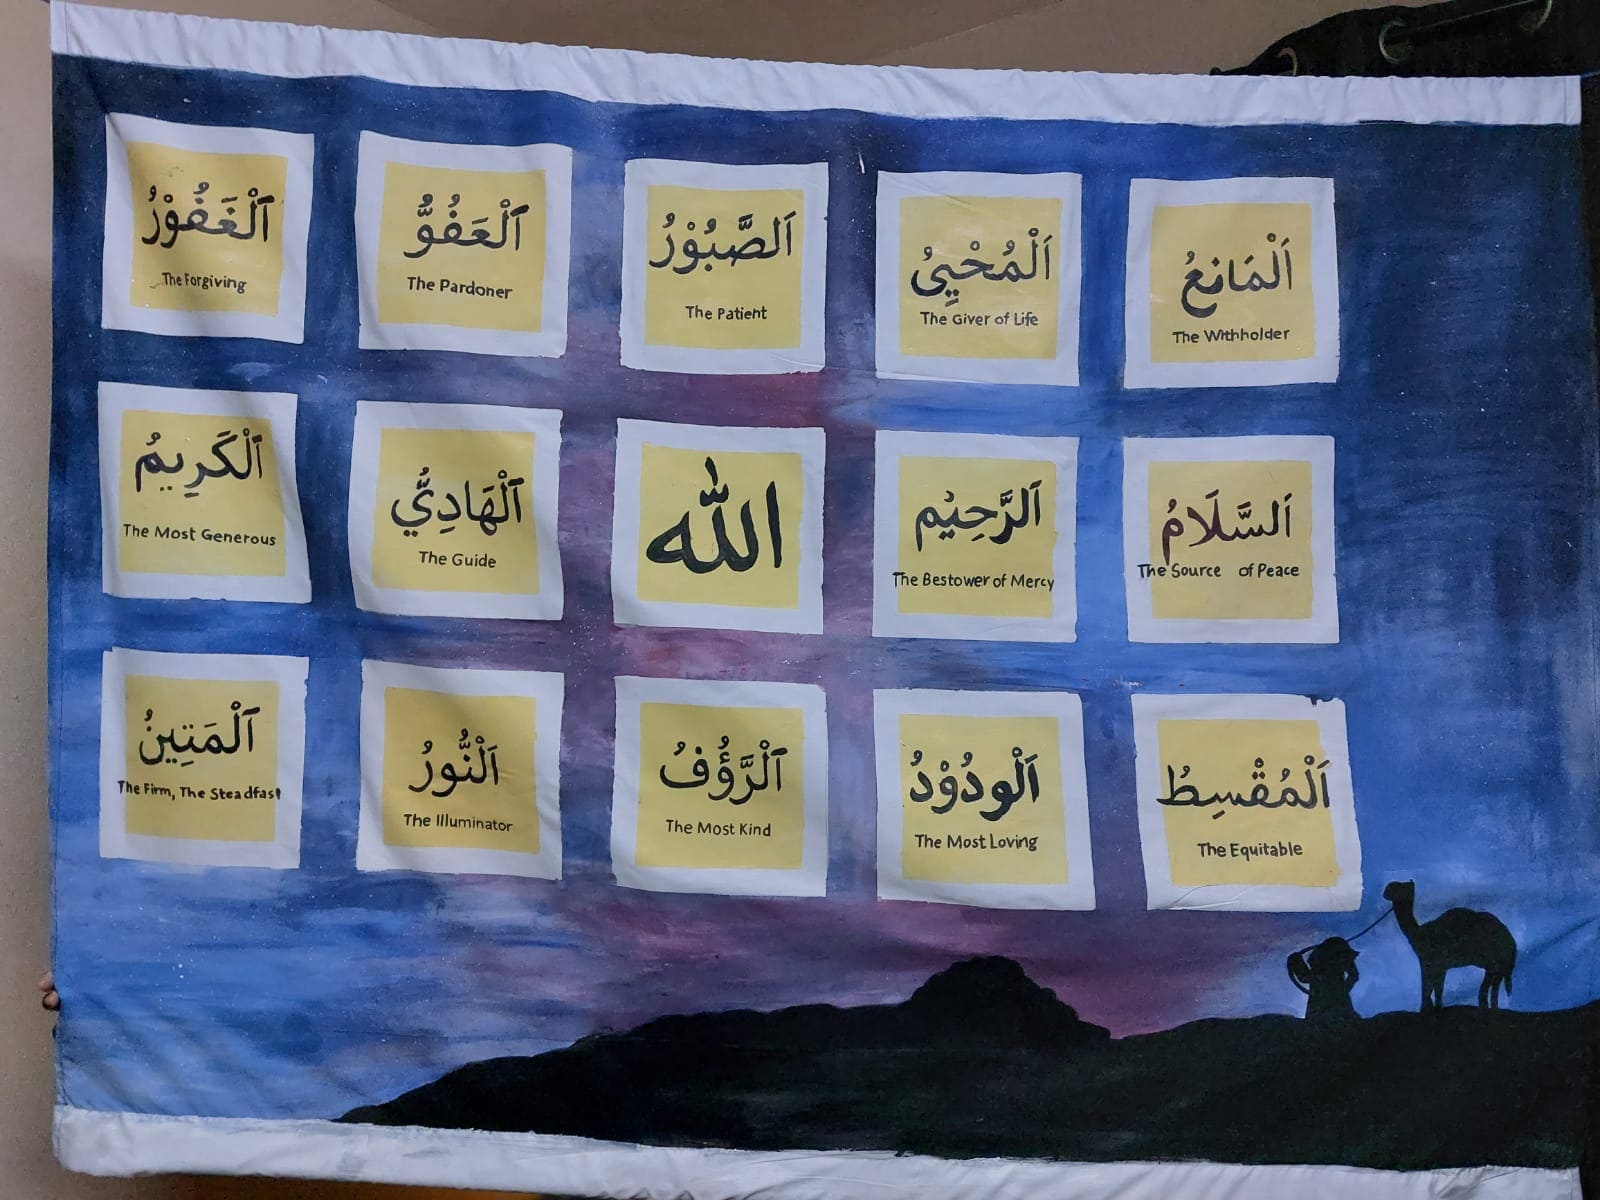 اَلْغَفُوْرُ
The Forgiving
اَلْعَفُوُّ
The Pardoner
اَلصَّبُوْرُ
The Patient
اَلْمُحْيِيُ
The Giver of Life
اَلْمَانِعُ
The Withholder
اَلْكَرِيمُ
The Most Generous
اَلْهَادِيُّ
The Guide
الله
اَلرَّحِيْم
The Bestower of Mercy
اَلسَّلَامُ
The Source of Peace
اَلْمَتِينُ
The Firm, The Steadfast
اَلْنُّورُ
The Illuminator
اَلْرَّؤُفُ
The Most Kind
اَلْودُوْدُ
The Most Loving
اَلْمُقْسِطُ
The Equitable